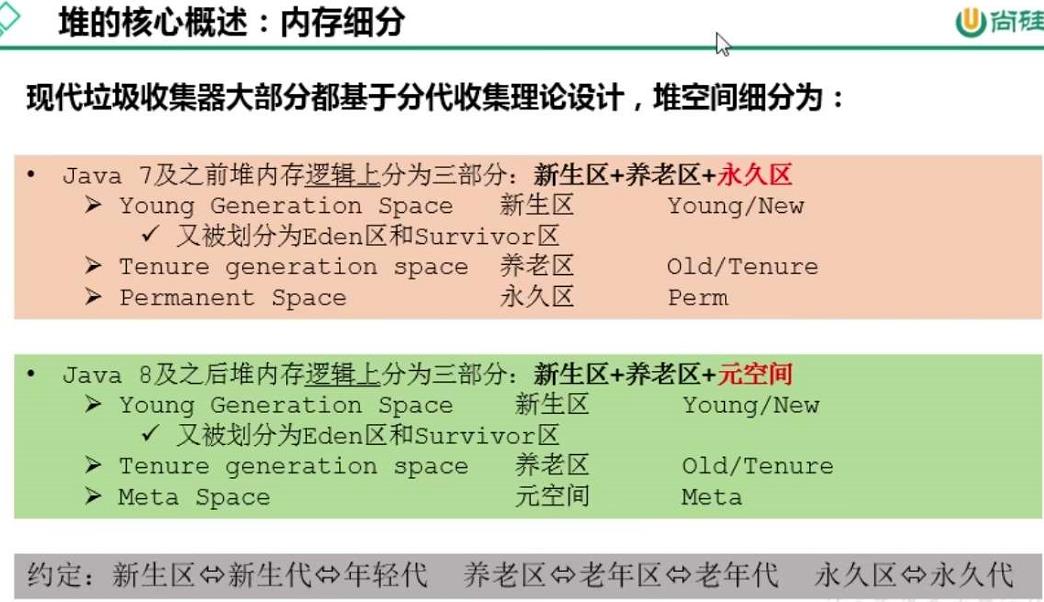 堆的核心概述：内存细分
尚硅
现代垃圾收集器大部分都基于分代收集理论设计，堆空间细分为：
• Java 7及之前堆内存逻辑上分为三部分：新生区+养老区+永久区
➢ Young Generation Space 新生区 Young/New
✓ 又被划分为Eden区和Survivor区
➢ Tenure generation space 养老区 Old/Tenure
➢ Permanent Space 永久区 Perm
• Java 8及之后堆内存逻辑上分为三部分：新生区+养老区+元空间
➢ Young Generation Space 新生区 Young/New
✓ 又被划分为Eden区和Survivor区
➢ Tenure generation space 养老区 Old/Tenure
➢ Meta Space 元空间 Meta
约定：新生区⇔新生代⇔年轻代 养老区⇔老年区⇔老年代 永久区⇔永久代